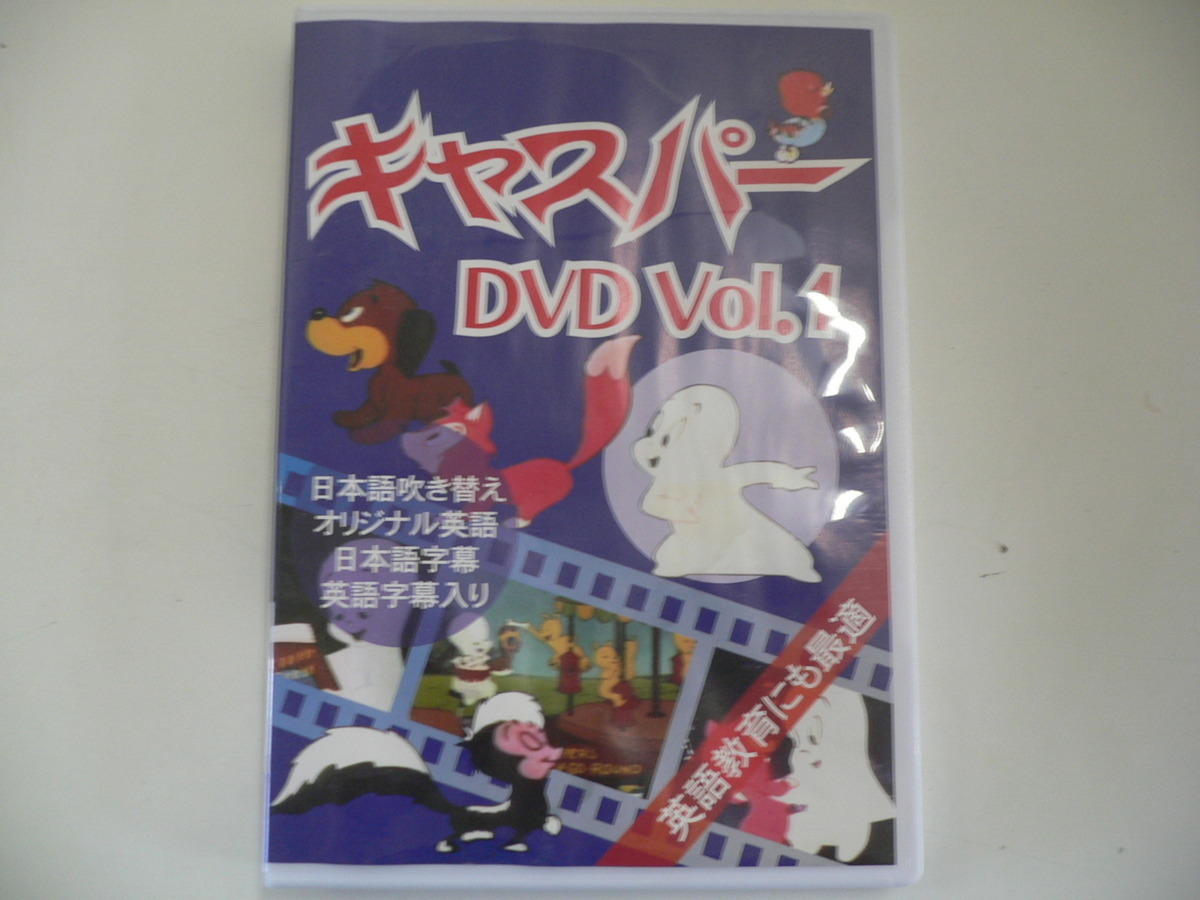 キャスパー
DVD Vol.1
日本語吹き替え
オリジナル英語
日本語字幕
英語字幕入り
英語教育にも最適